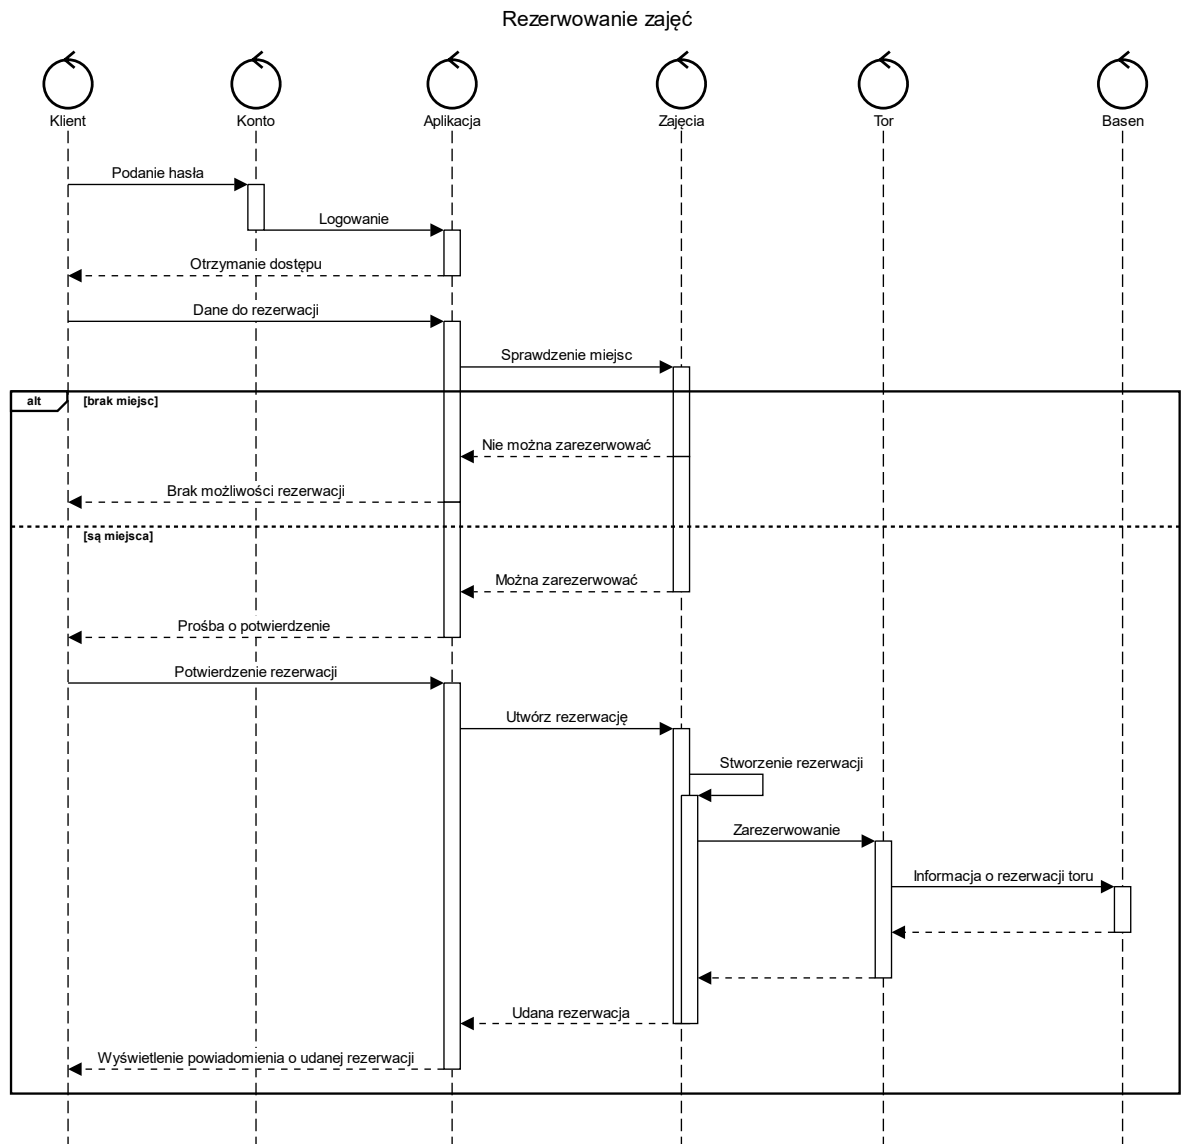 Rezerwowanie zajęć
Klient
Konto
Aplikacja
Zajęcia
Tor
Basen
Podanie hasła
Logowanie
Otrzymanie dostępu
Dane do rezerwacji
Sprawdzenie miejsc
alt
[brak miejsc]
Nie można zarezerwować
Brak możliwości rezerwacji
[są miejsca]
Można zarezerwować
Prośba o potwierdzenie
Potwierdzenie rezerwacji
Utwórz rezerwację
Stworzenie rezerwacji
Zarezerwowanie
Informacja o rezerwacji toru
Udana rezerwacja
Wyświetlenie powiadomienia o udanej rezerwacji